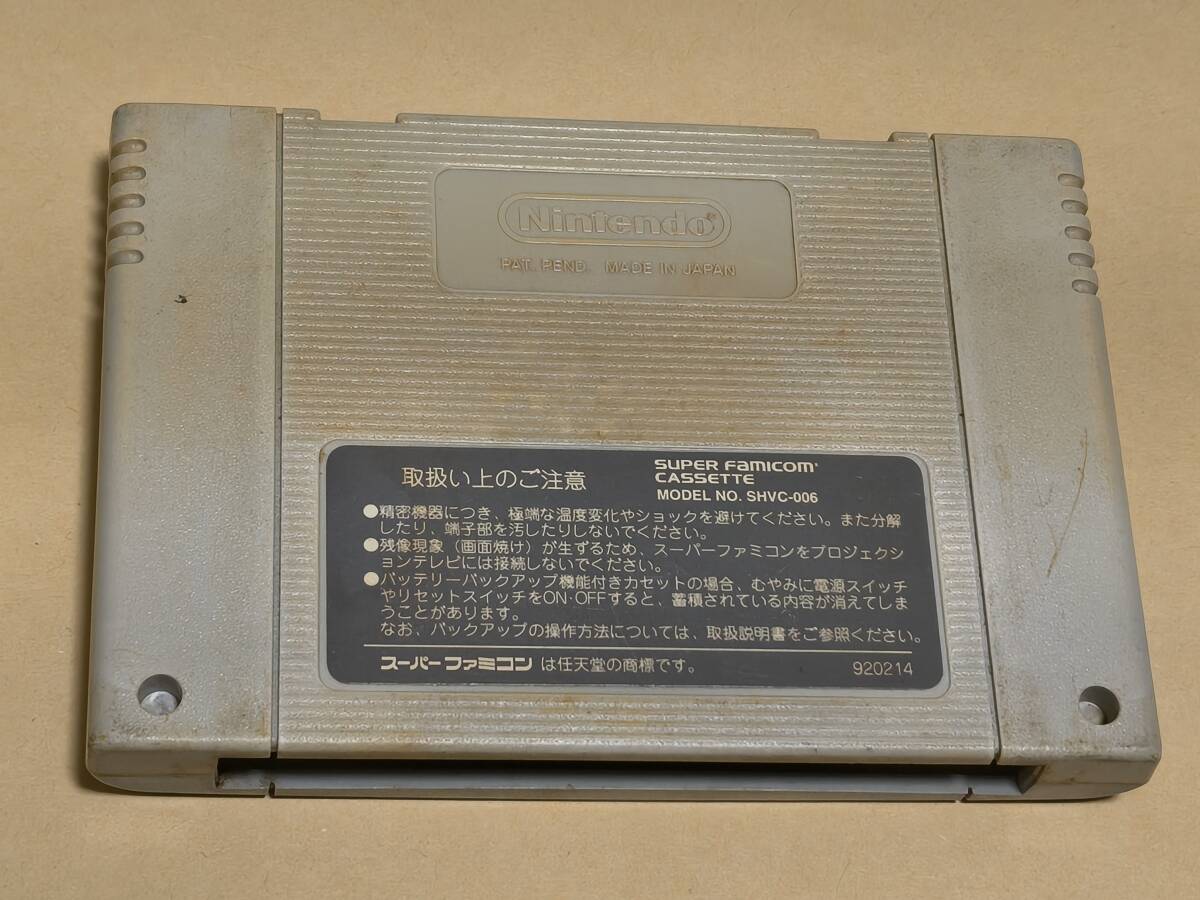 Nintendo®
PAT. PEND. MADE IN JAPAN
取扱い上のご注意
SUPER FAMICOM
CASSETTE
MODEL NO. SHVC-006
●精密機器につき、極端な温度変化やショックを避けてください。また分解
したり、端子部を汚したりしないでください。
●残像現象(画面焼け)が生ずるため、スーパーファミコンをプロジェクシ
ョンテレビには接続しないでください。
●バッテリーバックアップ機能付きカセットの場合、むやみに電源スイッチ
やリセットスイッチをON・OFFすると、蓄積されている内容が消えてしま
うことがあります。
なお、バックアップの操作方法については、取扱説明書をご参照ください。
スーパーファミコン は任天堂の商標です。
920214